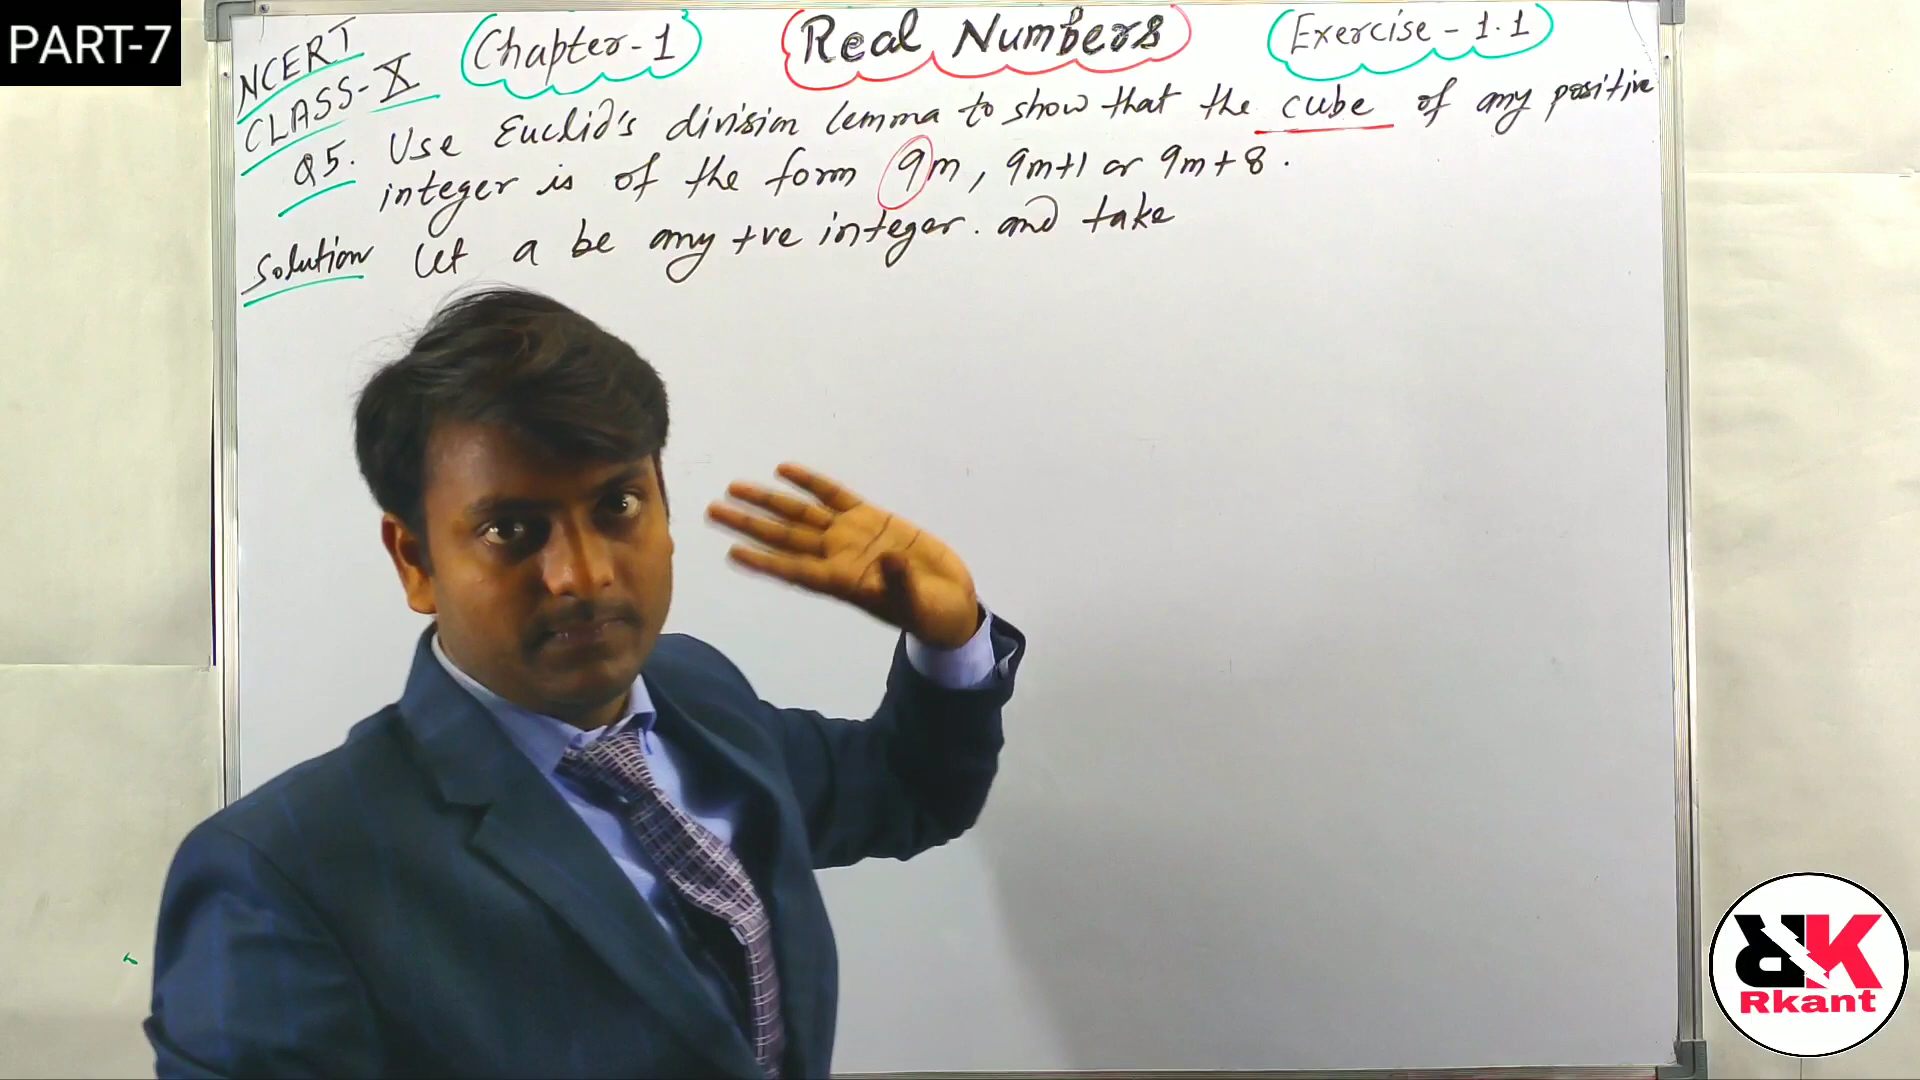 PART-7
NCERT
CLASS-X
Chapter-1
Real Numbers
Exercise-1.1
Q5. Use Euclid's division lemma to show that the cube of any positive
integer is of the form 9m, 9m+1 or 9m+8.
Solution Let a be any +ve integer. and take
RK
Rkant